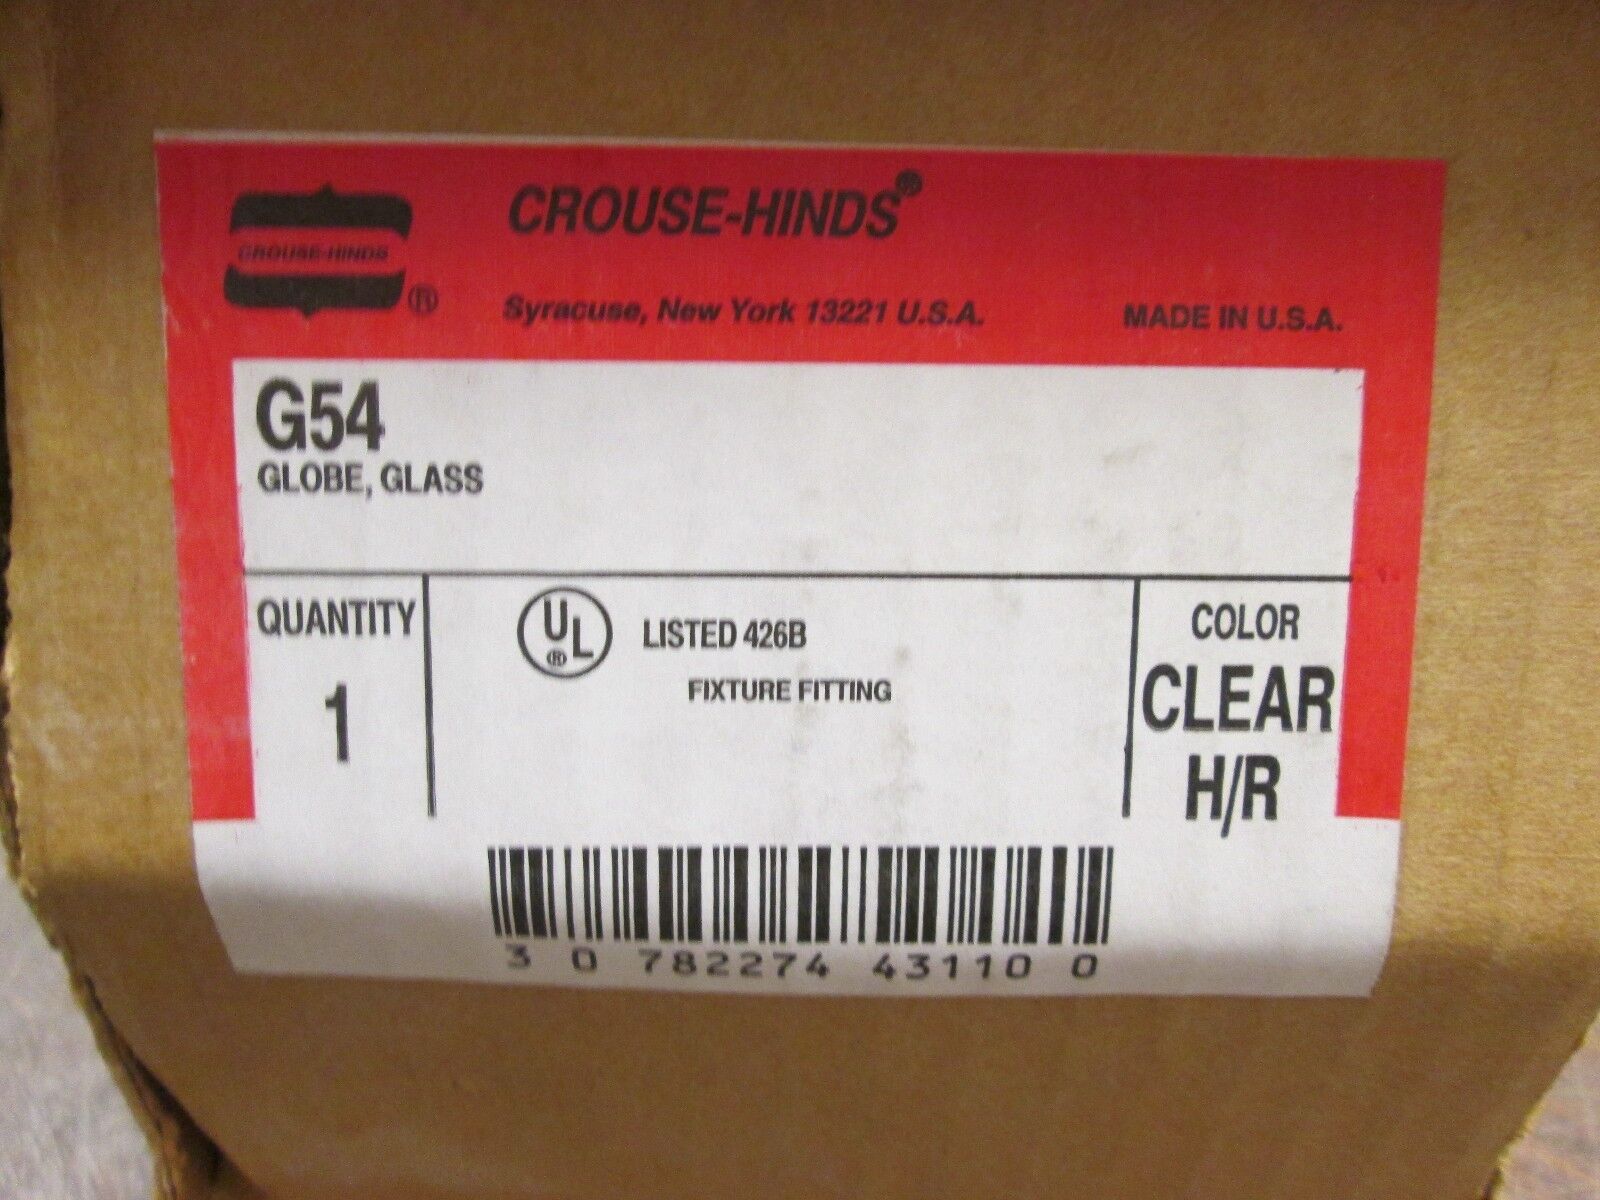 CROUSE-HINDS®
CROUSE-HINDS
®
Syracuse, New York 13221 U.S.A.
MADE IN U.S.A.
G54
GLOBE, GLASS
QUANTITY
1
UL
®
LISTED 426B
FIXTURE FITTING
COLOR
CLEAR
H/R
3 0 782274 43110 0